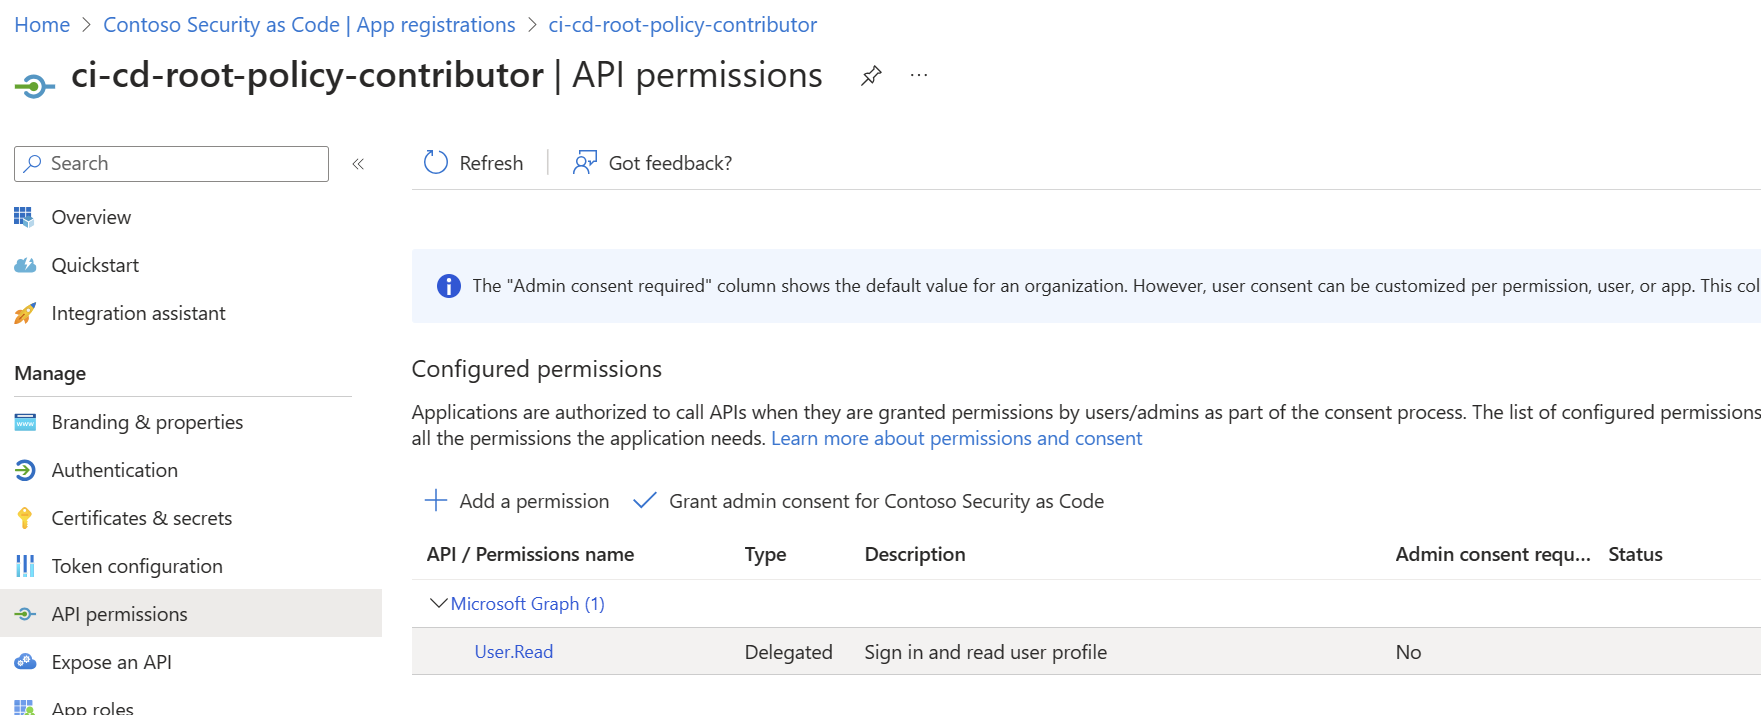 Home > Contoso Security as Code | App registrations > ci-cd-root-policy-contributor
ci-cd-root-policy-contributor | API permissions ...
Search «
Overview
Quickstart
Integration assistant
Manage
Branding & properties
Authentication
Certificates & secrets
Token configuration
API permissions
Expose an API
App roles
Refresh | Got feedback?
The "Admin consent required" column shows the default value for an organization. However, user consent can be customized per permission, user, or app. This col
Configured permissions
Applications are authorized to call APIs when they are granted permissions by users/admins as part of the consent process. The list of configured permissions
all the permissions the application needs. Learn more about permissions and consent
Add a permission Grant admin consent for Contoso Security as Code
API / Permissions name Type Description Admin consent requ... Status
Microsoft Graph (1)
User.Read Delegated Sign in and read user profile No